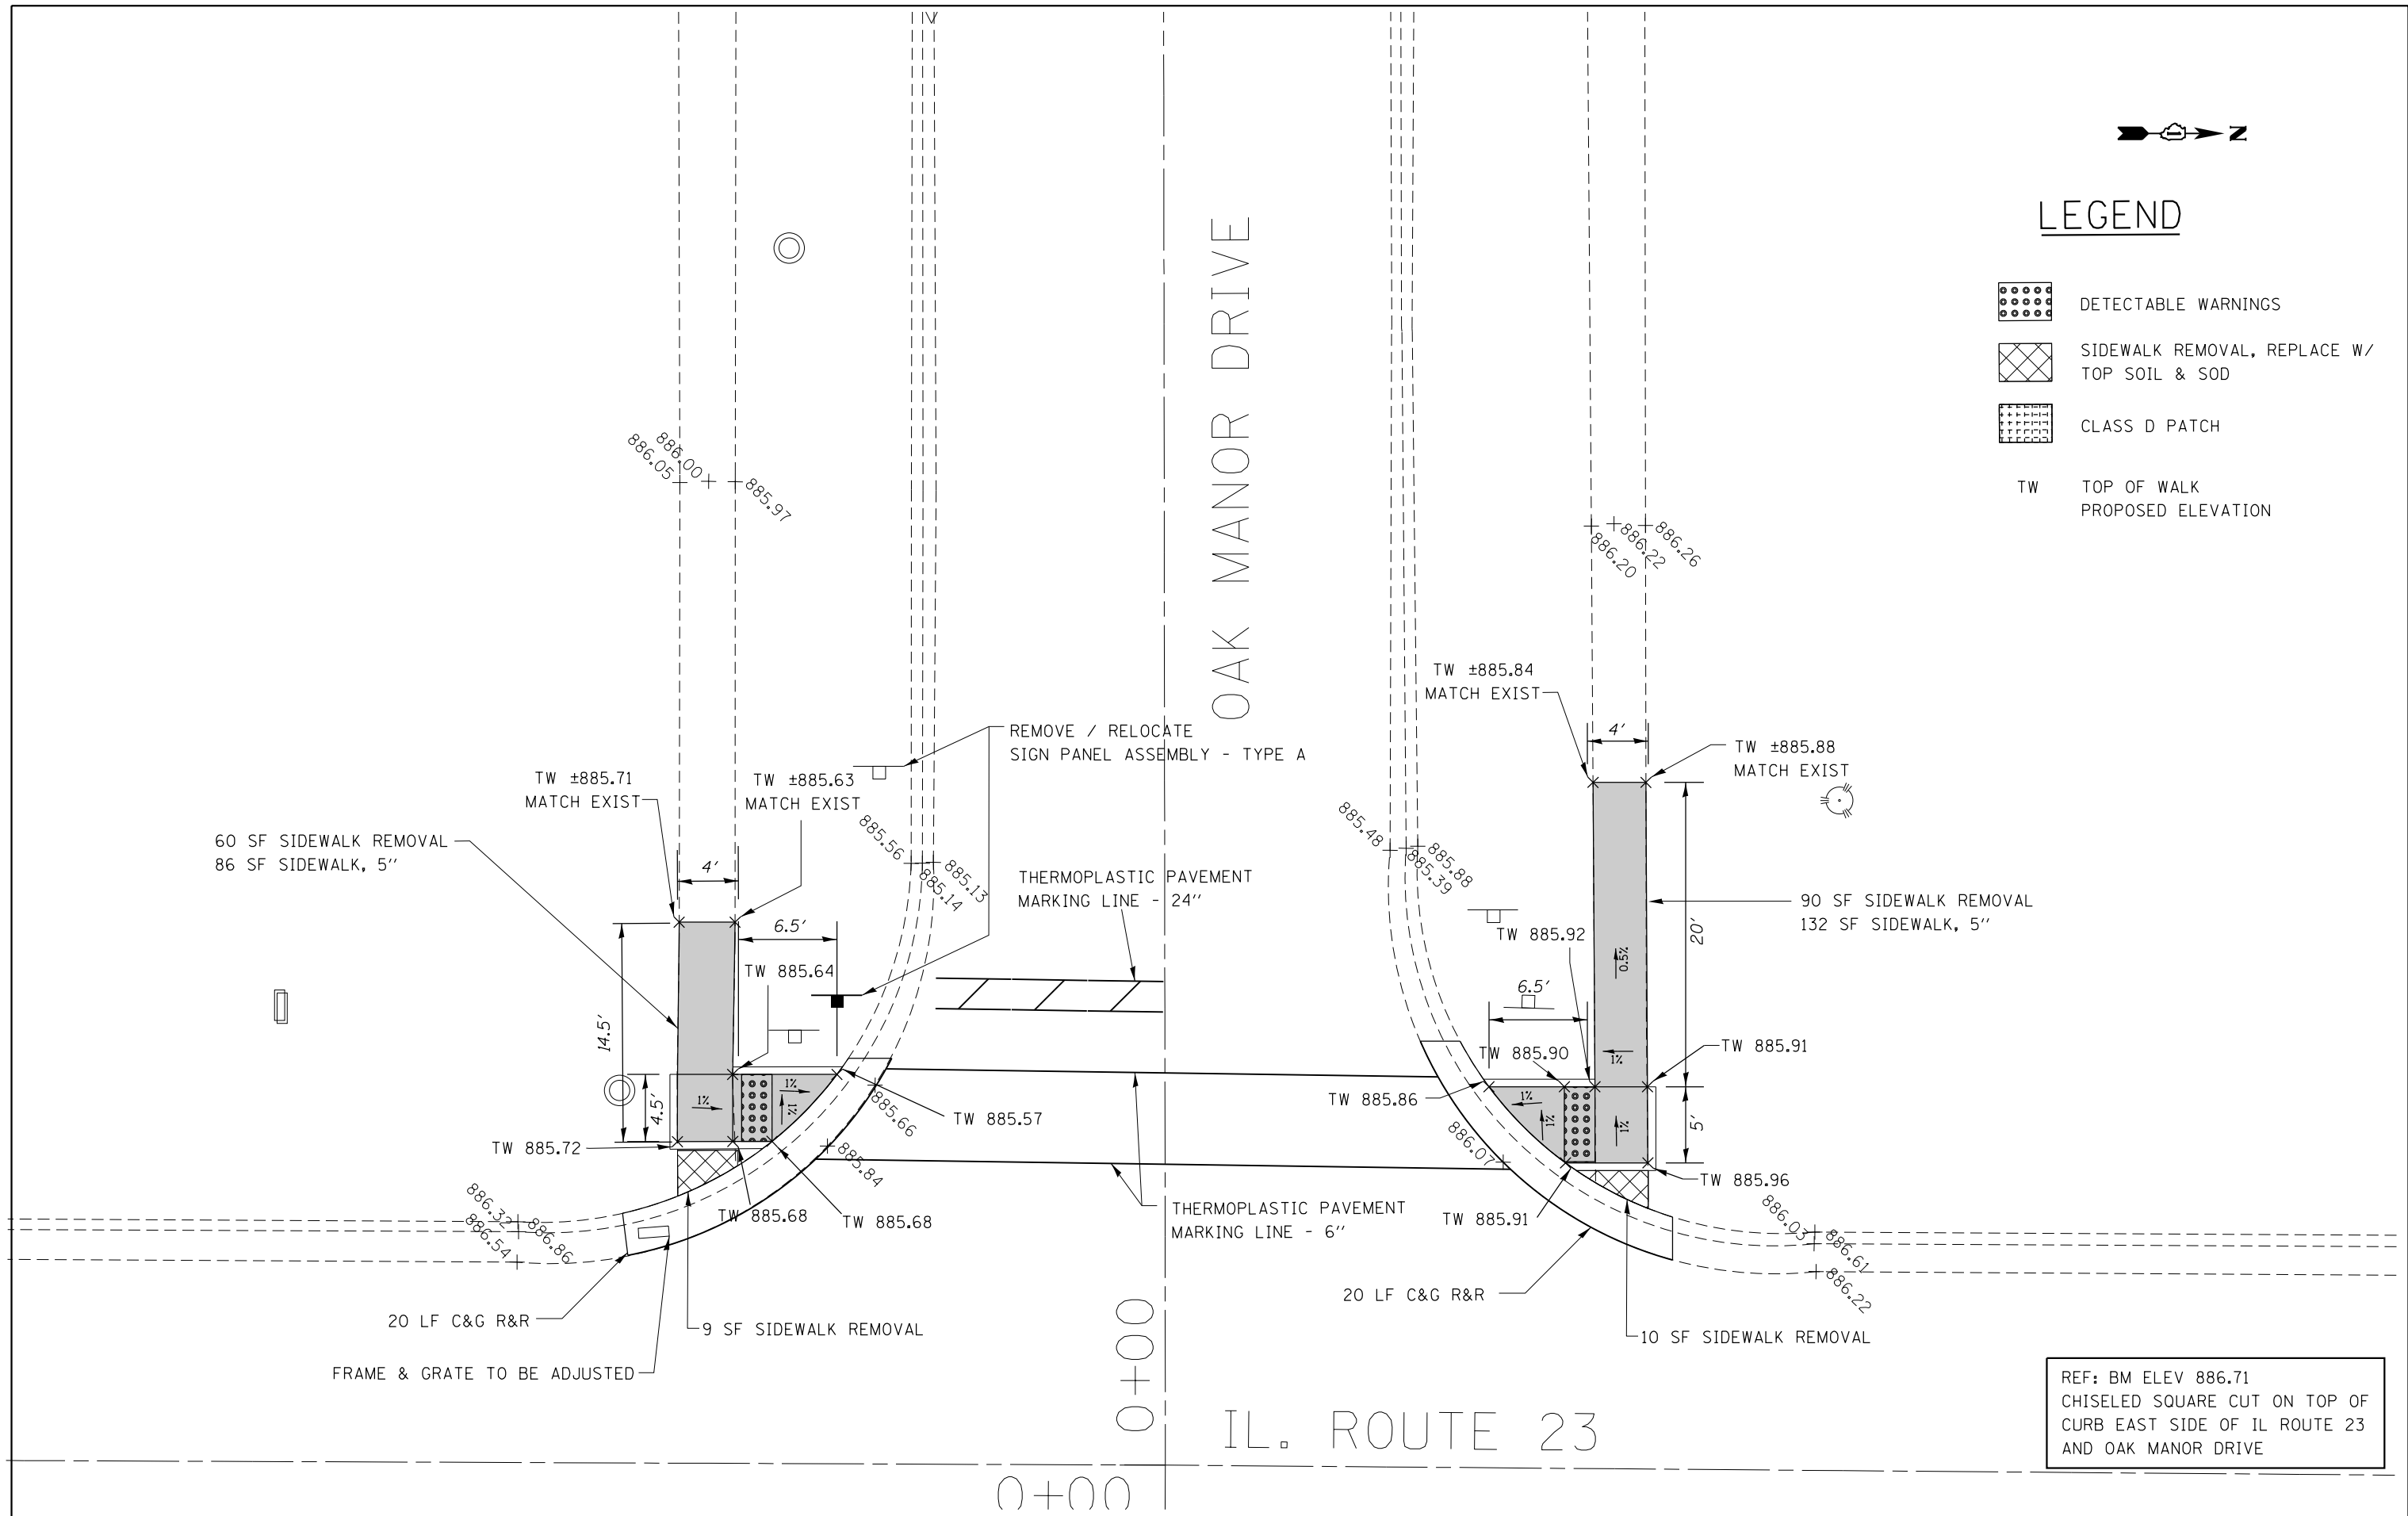 N
LEGEND
DETECTABLE WARNINGS
SIDEWALK REMOVAL, REPLACE W/
TOP SOIL & SOD
CLASS D PATCH
TW
TOP OF WALK
PROPOSED ELEVATION
OAK MANOR DRIVE
886.05
886.00
885.97
886.20
886.22
886.26
TW ±885.84
MATCH EXIST
4'
TW ±885.88
MATCH EXIST
REMOVE / RELOCATE
SIGN PANEL ASSEMBLY - TYPE A
TW ±885.71
MATCH EXIST
TW ±885.63
MATCH EXIST
60 SF SIDEWALK REMOVAL
86 SF SIDEWALK, 5''
4'
885.56
885.13
885.14
885.48
885.88
885.39
THERMOPLASTIC PAVEMENT
MARKING LINE - 24''
90 SF SIDEWALK REMOVAL
132 SF SIDEWALK, 5''
6.5'
TW 885.64
TW 885.92
20'
0.5%
6.5'
14.5'
4.5'
1%
1%
1%
TW 885.90
1%
TW 885.91
TW 885.86
1%
1%
1%
5'
TW 885.57
885.66
TW 885.72
885.84
886.07
TW 885.96
TW 885.68
TW 885.68
THERMOPLASTIC PAVEMENT
MARKING LINE - 6''
TW 885.91
886.32
886.54
886.86
886.03
886.61
886.22
20 LF C&G R&R
9 SF SIDEWALK REMOVAL
FRAME & GRATE TO BE ADJUSTED
20 LF C&G R&R
10 SF SIDEWALK REMOVAL
0+00
IL. ROUTE 23
0+00
REF: BM ELEV 886.71
CHISELED SQUARE CUT ON TOP OF
CURB EAST SIDE OF IL ROUTE 23
AND OAK MANOR DRIVE